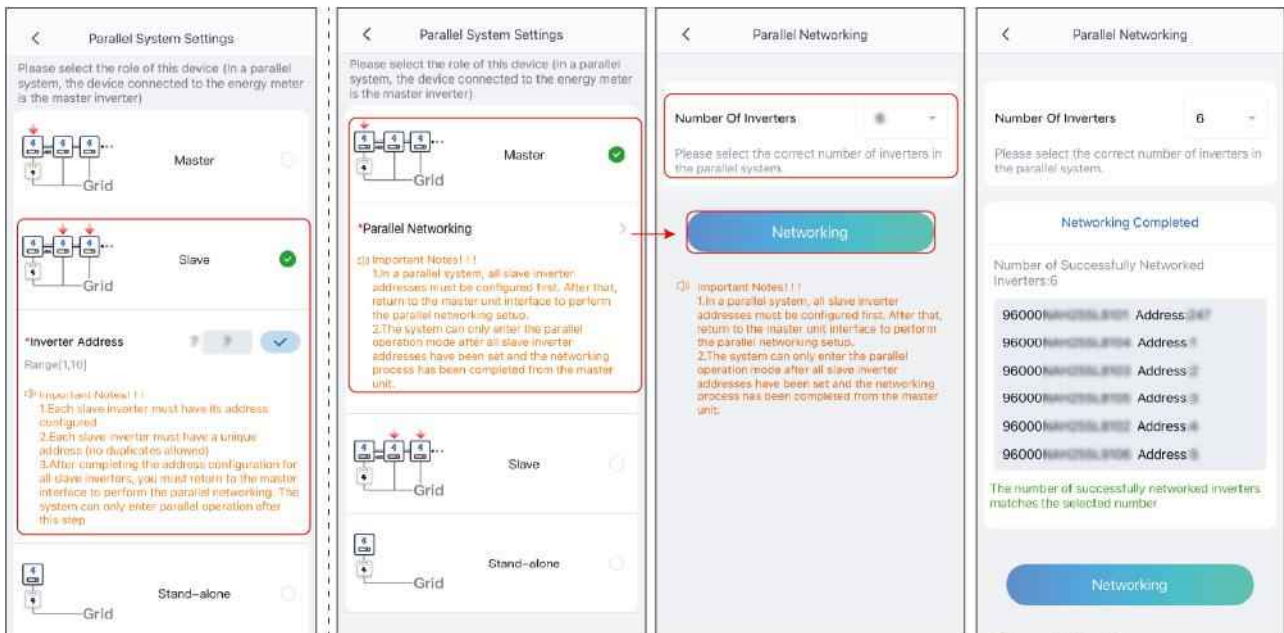 Parallel System Settings
Please select the role of this device (In a parallel
system, the device connected to the energy meter
is the master inverter)
Master
Grid
Slave
Grid
*Inverter Address
Range[1,10]
Important Notes! ! !
1.Each slave inverter must have its address
configured
2.Each slave inverter must have a unique
address (no duplicates allowed)
3.After completing the address configuration for
all slave inverters, you must return to the master
interface to perform the parallel networking. The
system can only enter parallel operation after
this step
Stand-alone
Grid
Parallel System Settings
Please select the role of this device (In a parallel
system, the device connected to the energy meter
is the master inverter)
Master
Grid
*Parallel Networking
Important Notes! ! !
1.In a parallel system, all slave inverter
addresses must be configured first. After that,
return to the master unit interface to perform
the parallel networking setup.
2.The system can only enter the parallel
operation mode after all slave inverter
addresses have been set and the networking
process has been completed from the master
unit.
Slave
Grid
Stand-alone
Grid
Parallel Networking
Number Of Inverters
Please select the correct number of inverters in
the parallel system.
Networking
Important Notes! ! !
1.In a parallel system, all slave inverter
addresses must be configured first. After that,
return to the master unit interface to perform
the parallel networking setup.
2.The system can only enter the parallel
operation mode after all slave inverter
addresses have been set and the networking
process has been completed from the master
unit.
Parallel Networking
Number Of Inverters 6
Please select the correct number of inverters in
the parallel system.
Networking Completed
Number of Successfully Networked
Inverters:6
96000 Address:
96000 Address:
96000 Address:
96000 Address:
96000 Address:
96000 Address:
The number of successfully networked inverters
matches the selected number
Networking